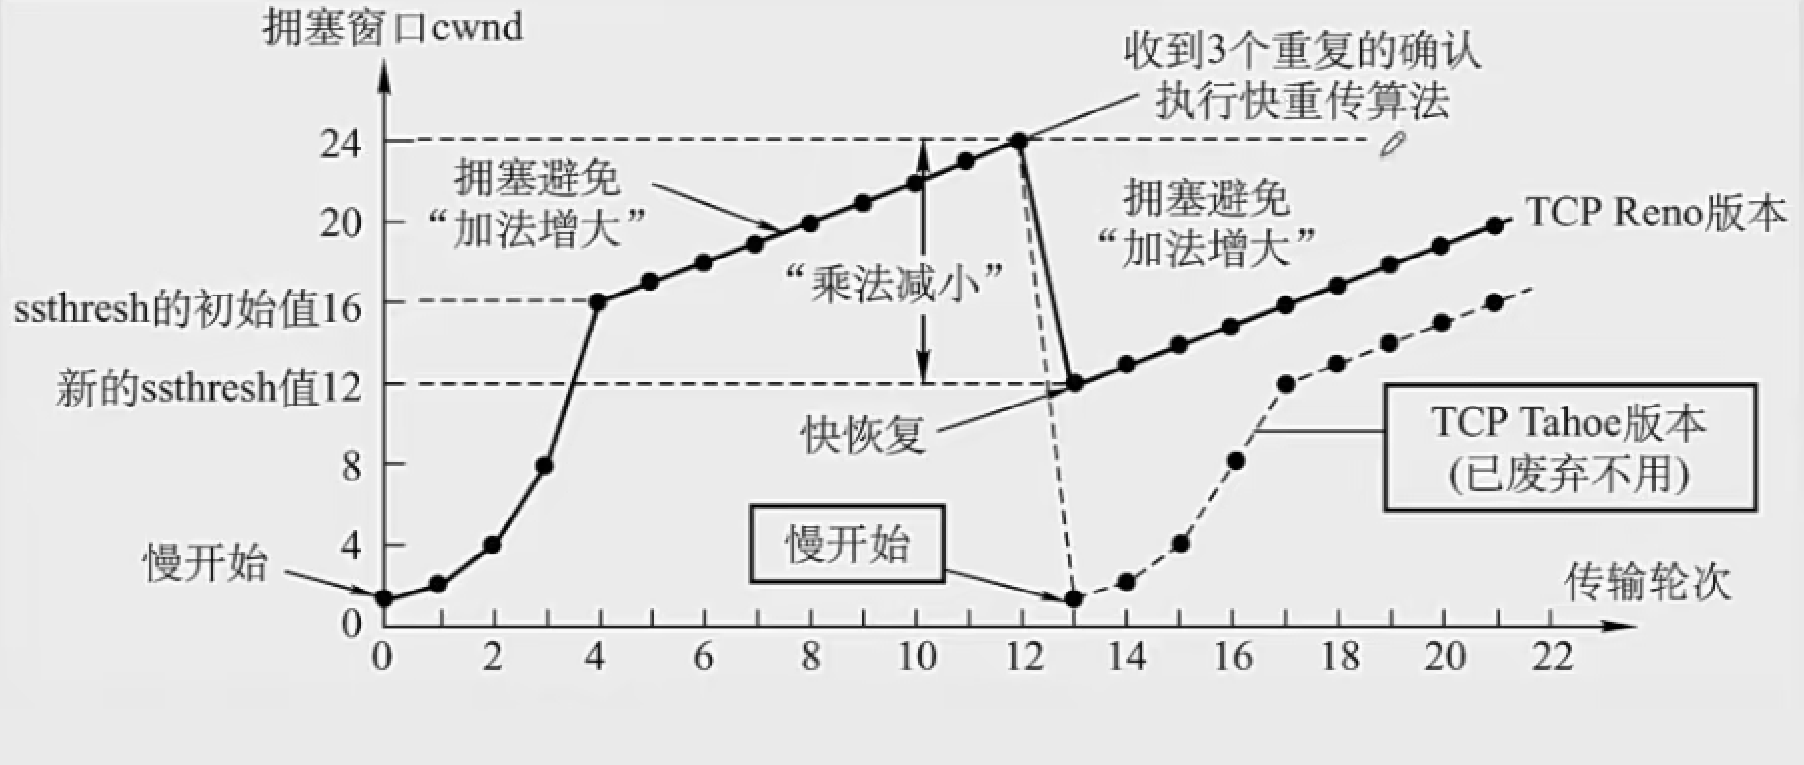 拥塞窗口cwnd
收到3个重复的确认
执行快重传算法
24
拥塞避免
“加法增大”
拥塞避免
“加法增大”
20
TCP Reno版本
“乘法减小”
ssthresh的初始值16
新的ssthresh值12
快恢复
TCP Tahoe版本
(已废弃不用)
8
慢开始
4
慢开始
传输轮次
0
0 2 4 6 8 10 12 14 16 18 20 22